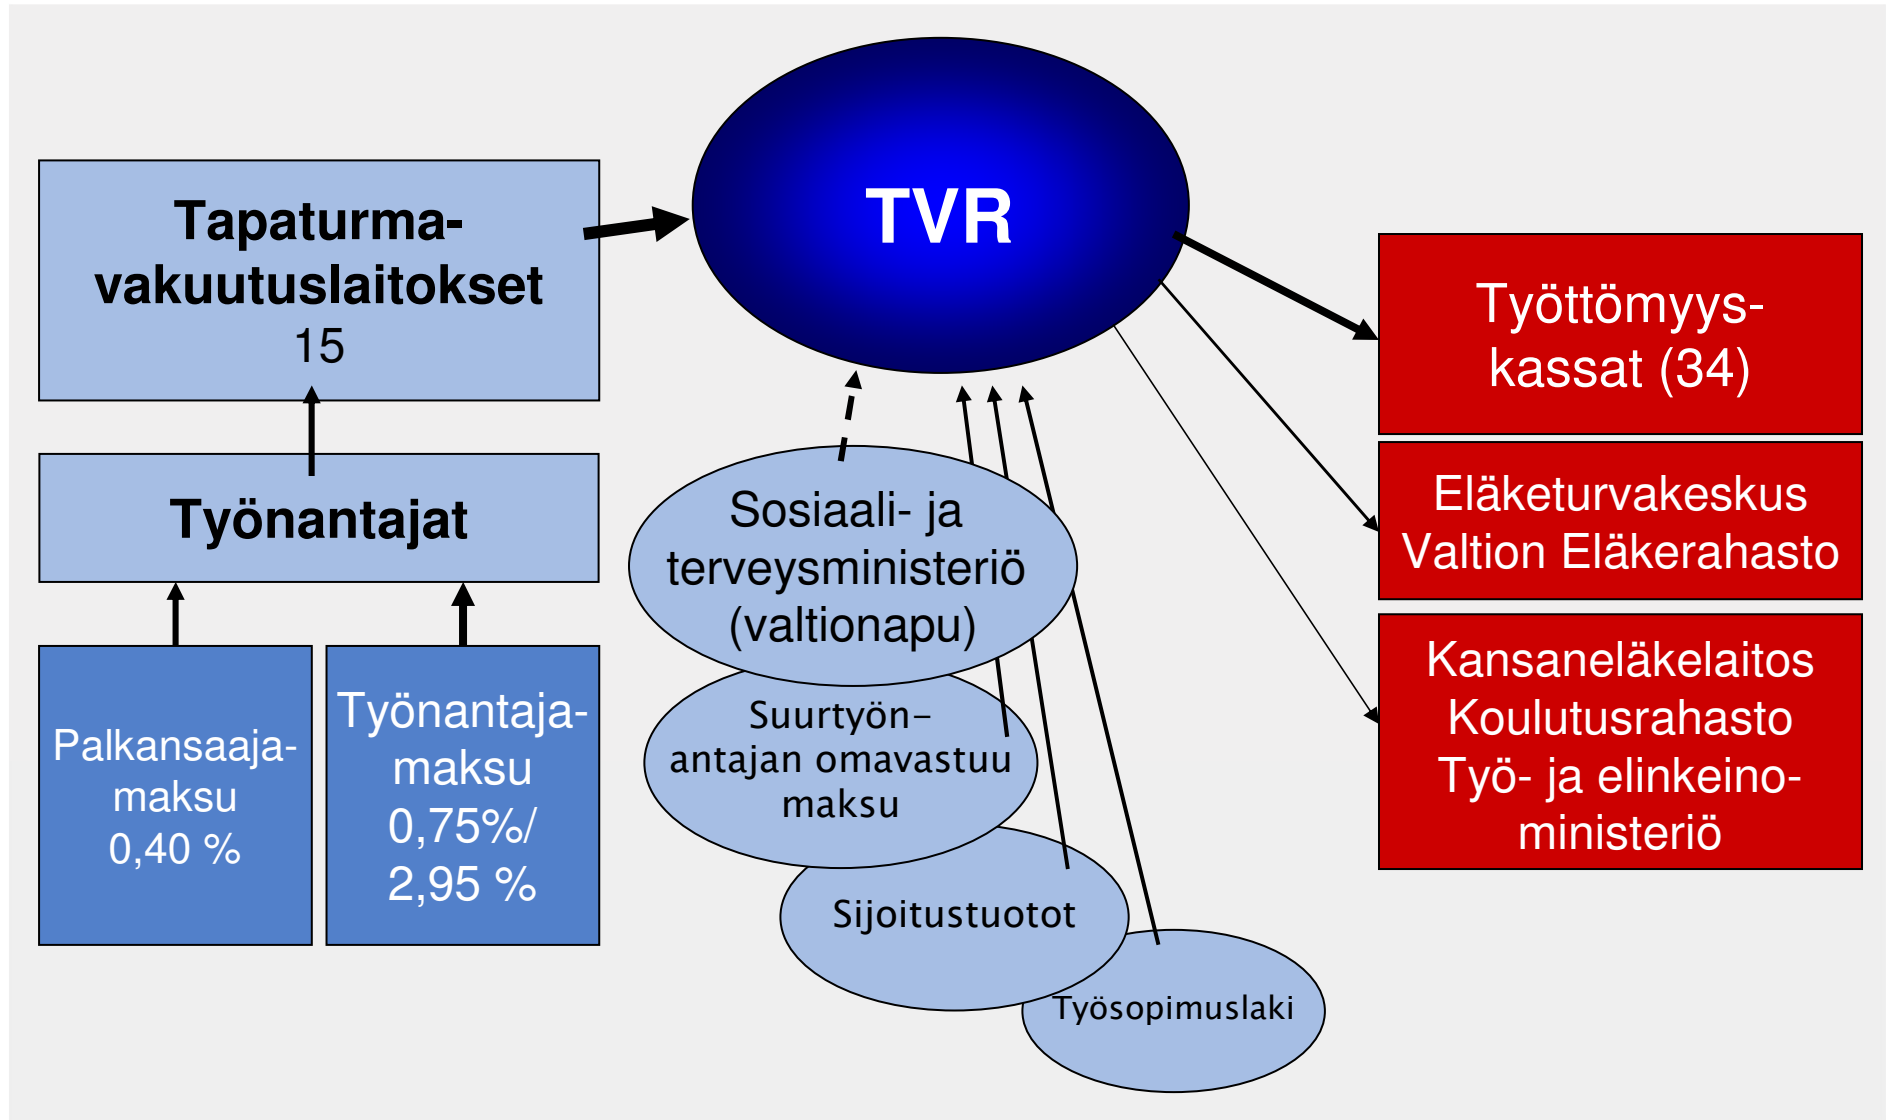 TVR
Tapaturma-
vakuutuslaitokset
15
Työnantajat
Palkansaaja-
maksu
0,40 %
Työnantaja-
maksu
0,75%/
2,95 %
Sosiaali- ja
terveysministeriö
(valtionapu)
Suurtyön-
antajan omavastuu
maksu
Sijoitustuotot
Työsopimuslaki
Työttömyys-
kassat (34)
Eläketurvakeskus
Valtion Eläkerahasto
Kansaneläkelaitos
Koulutusrahasto
Työ- ja elinkeino-
ministeriö